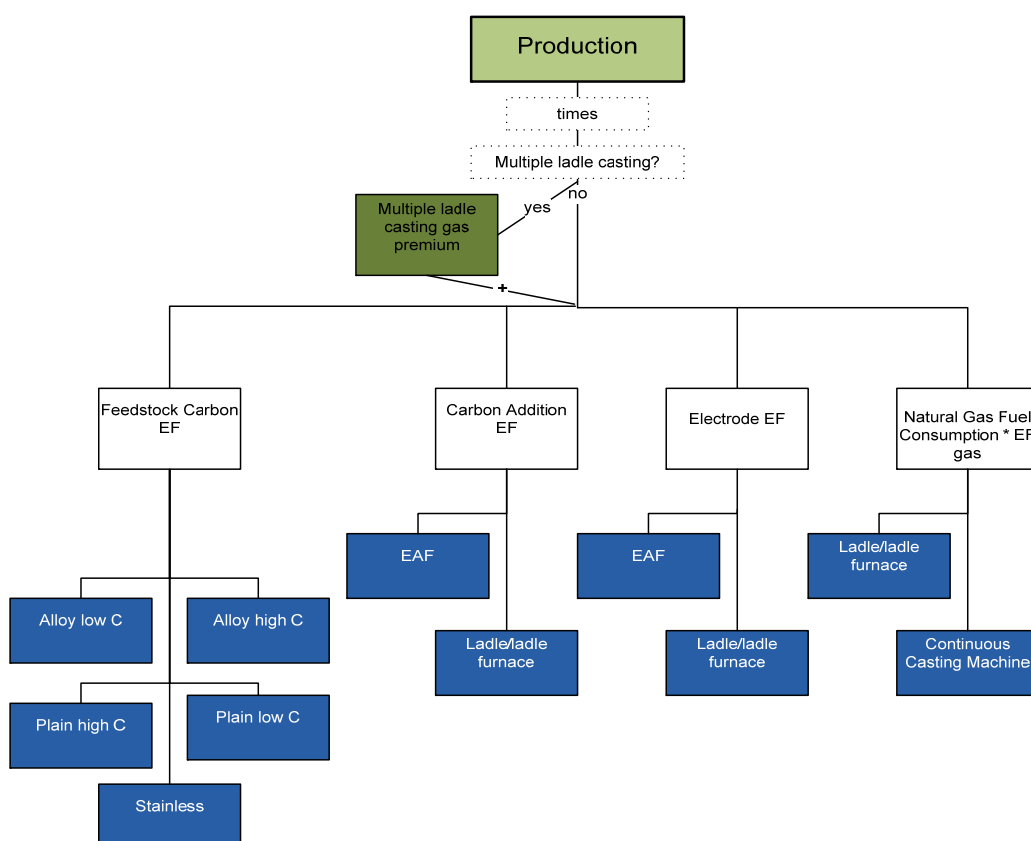 Production
times
Multiple ladle casting?
no
yes
Multiple ladle
casting gas
premium
+
Feedstock Carbon
EF
Carbon Addition
EF
Electrode EF
Natural Gas Fuel
Consumption * EF
gas
EAF
EAF
Ladle/ladle
furnace
Alloy low C
Alloy high C
Ladle/ladle
furnace
Ladle/ladle
furnace
Continuous
Casting Machine
Plain high C
Plain low C
Stainless